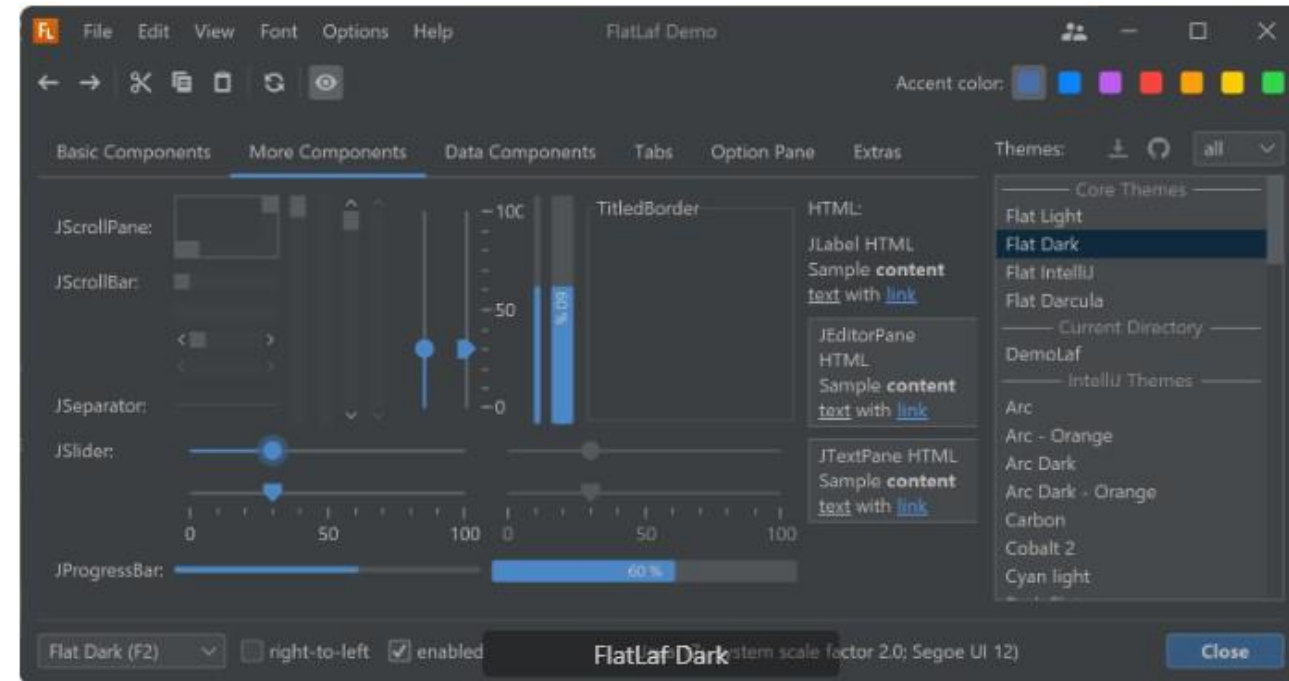 FL File Edit View Font Options Help FlatLaf Demo
Accent color:
Basic Components More Components Data Components Tabs Option Pane Extras
Themes: all
JScrollPane:
JScrollBar:
JSeparator:
JSlider:
JProgressBar:
100
50
0
60 %
TitledBorder
HTML:
JLabel HTML
Sample content
text with link
JEditorPane
HTML
Sample content
text with link
JTextPane HTML
Sample content
text with link
0 50 100
0 50 100
60 %
Core Themes
Flat Light
Flat Dark
Flat IntelliJ
Flat Darcula
Current Directory
DemoLaf
IntelliJ Themes
Arc
Arc - Orange
Arc Dark
Arc Dark - Orange
Carbon
Cobalt 2
Cyan light
Flat Dark (F2) right-to-left enabled
FlatLaf Dark
system scale factor 2.0; Segoe UI 12)
Close